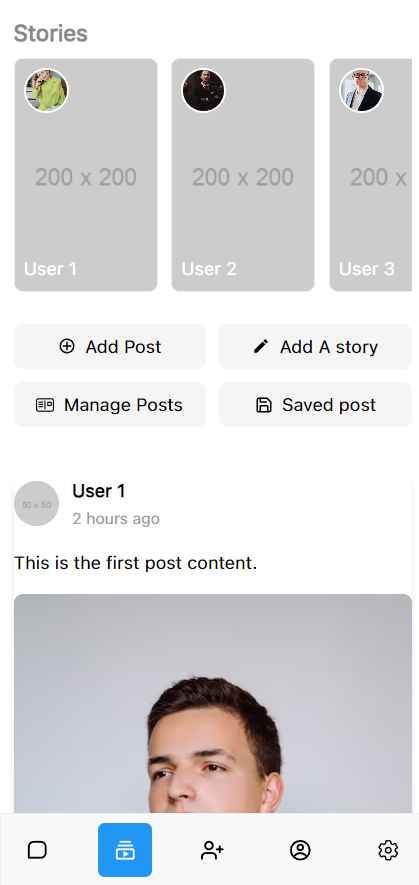 Stories
200 x 200
200 x 200
200 x
User 1
User 2
User 3
Add Post
Add A story
Manage Posts
Saved post
50 x 50
User 1
2 hours ago
This is the first post content.